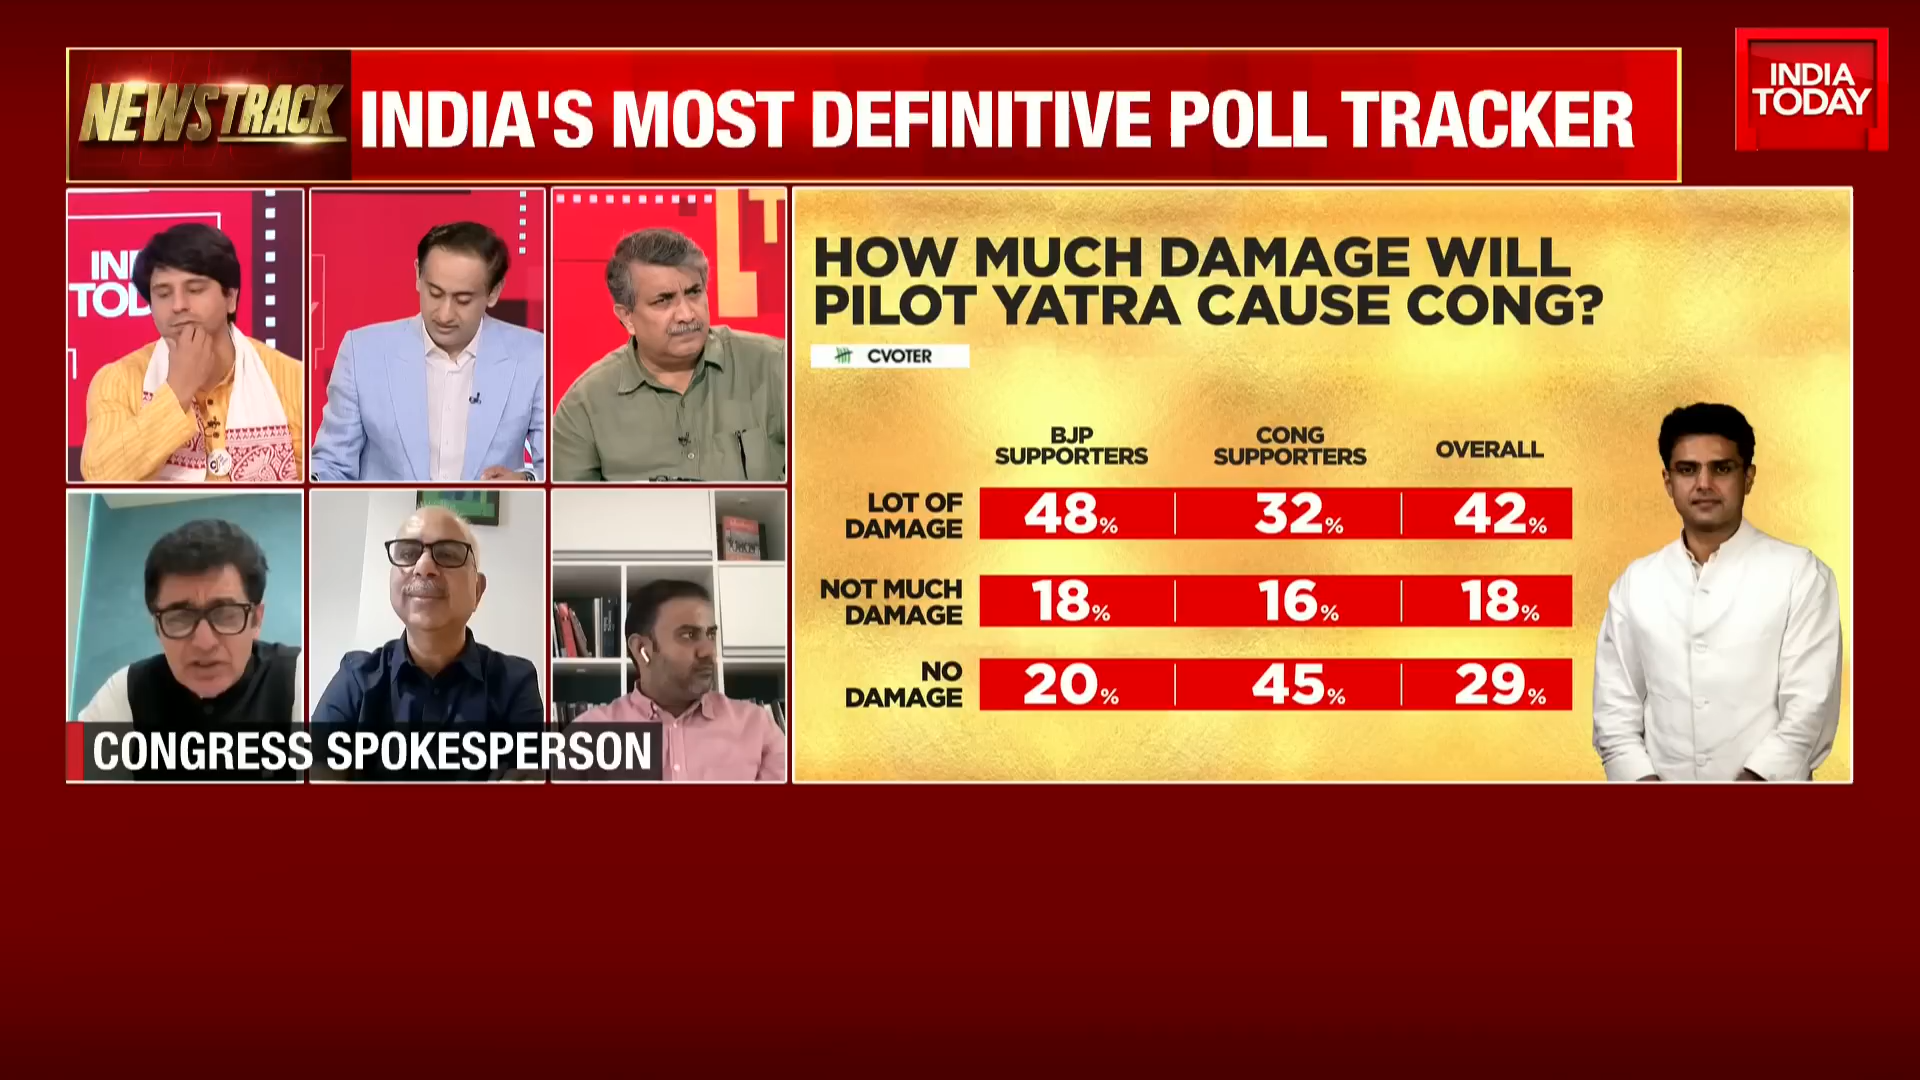 NEWSTRACK
INDIA'S MOST DEFINITIVE POLL TRACKER
INDIA
TODAY
IN
TOD
T
HOW MUCH DAMAGE WILL
PILOT YATRA CAUSE CONG?
CVOTER
BJP
SUPPORTERS
CONG
SUPPORTERS
OVERALL
LOT OF
DAMAGE
48% 32% 42%
NOT MUCH
DAMAGE
18% 16% 18%
NO
DAMAGE
20% 45% 29%
CONGRESS SPOKESPERSON